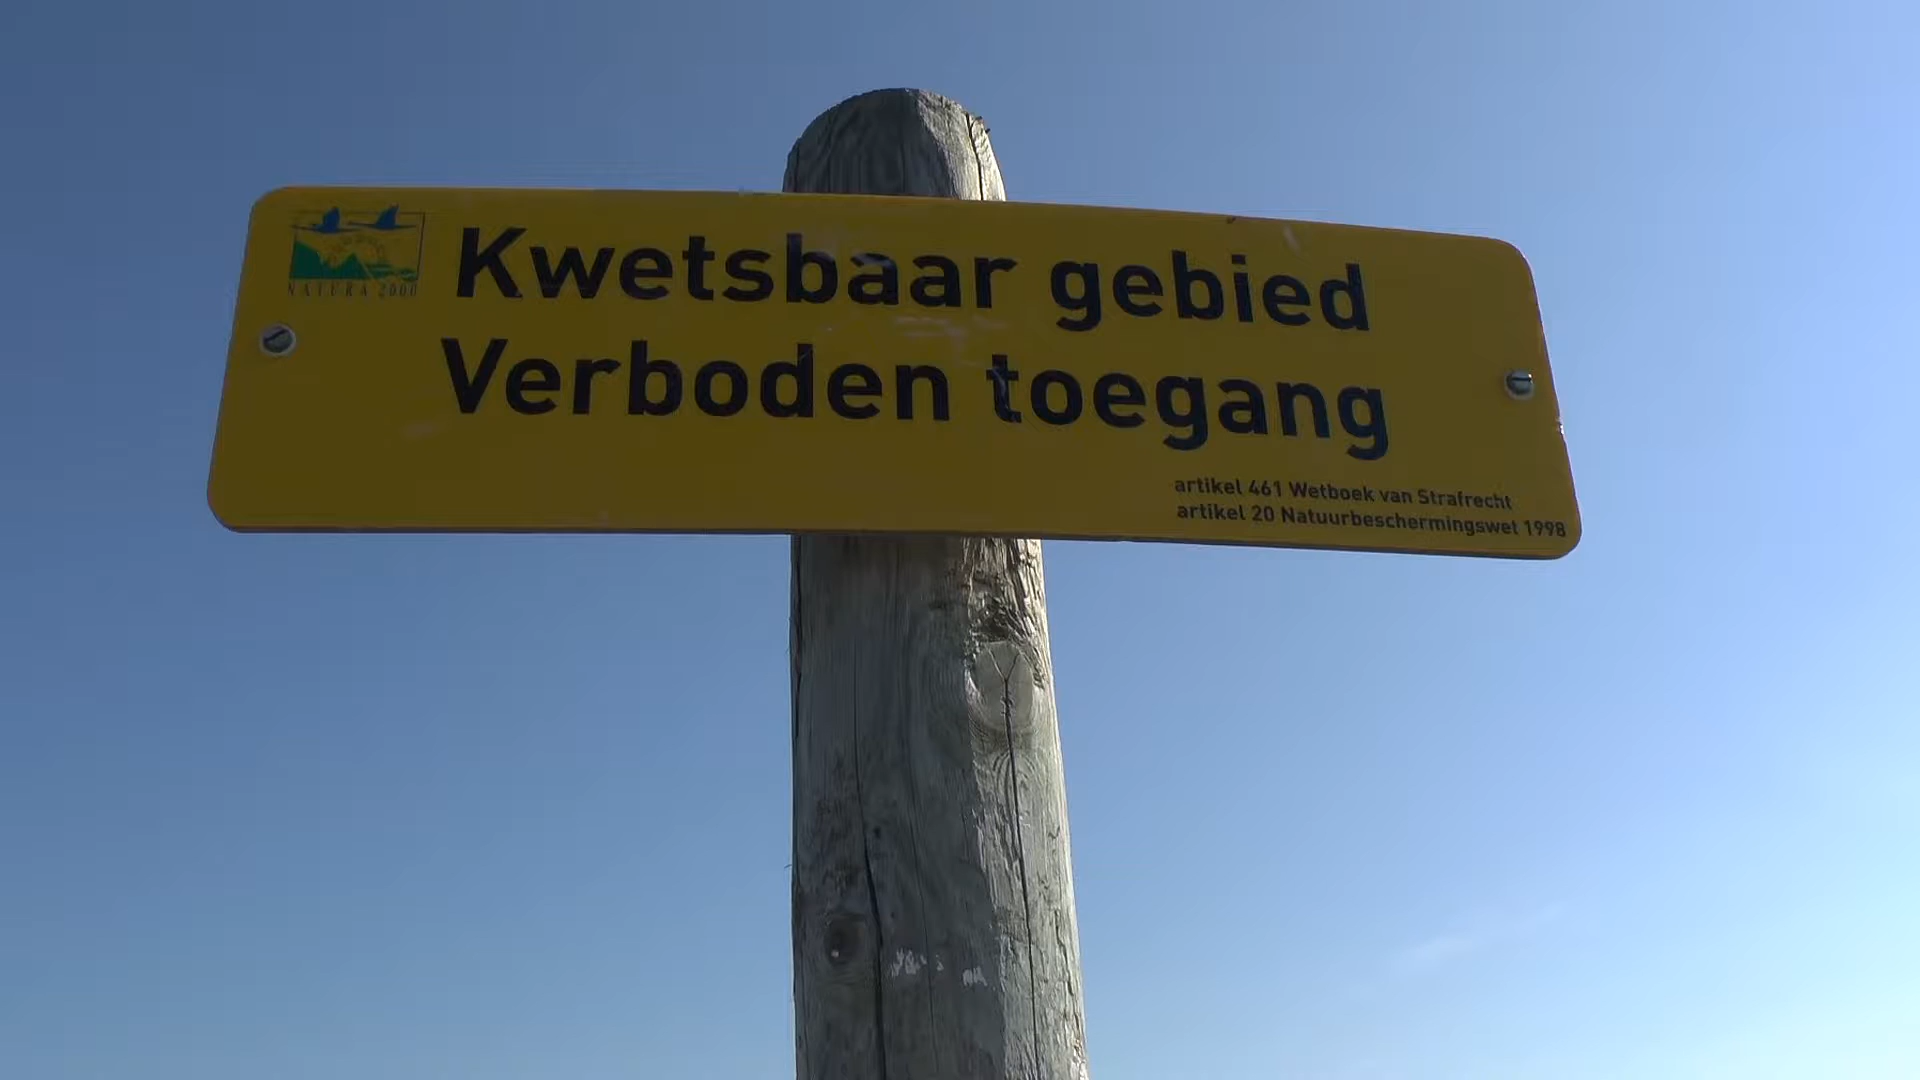 NATURA 2000
Kwetsbaar gebied
Verboden toegang
artikel 461 Wetboek van Strafrecht
artikel 20 Natuurbeschermingswet 1998